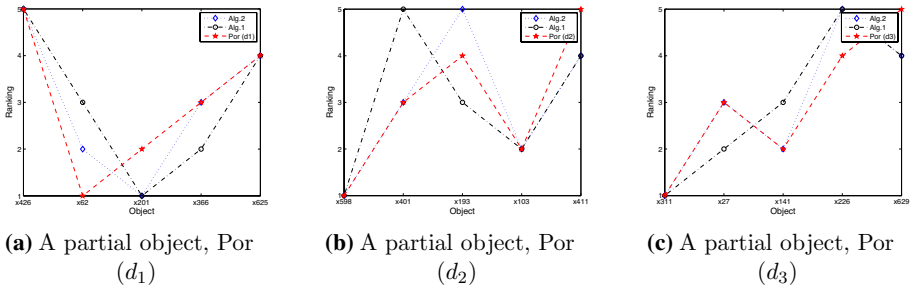 5
4
3
2
1
Ranking
x426 x62 x201 x366 x625
Object
Alg.2
Alg.1
Por (d1)
5
4
3
2
1
Ranking
x598 x401 x193 x103 x411
Object
Alg.2
Alg.1
Por (d2)
5
4
3
2
1
Ranking
x311 x27 x141 x226 x629
Object
Alg.2
Alg.1
Por (d3)
(a) A partial object, Por
(d₁)
(b) A partial object, Por
(d₂)
(c) A partial object, Por
(d₃)